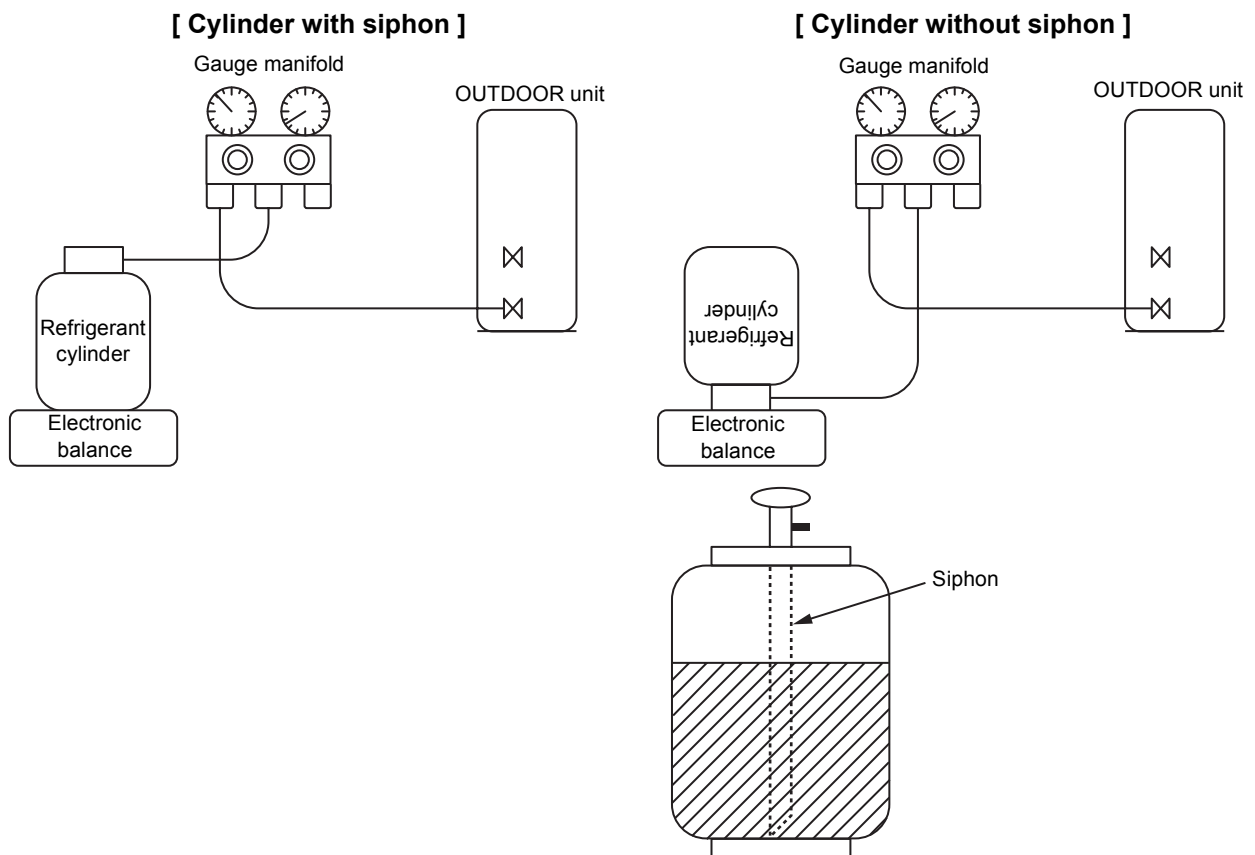 [ Cylinder with siphon ]
Gauge manifold
OUTDOOR unit
Refrigerant
cylinder
Electronic
balance
[ Cylinder without siphon ]
Gauge manifold
OUTDOOR unit
Refrigerant
cylinder
Electronic
balance
Siphon